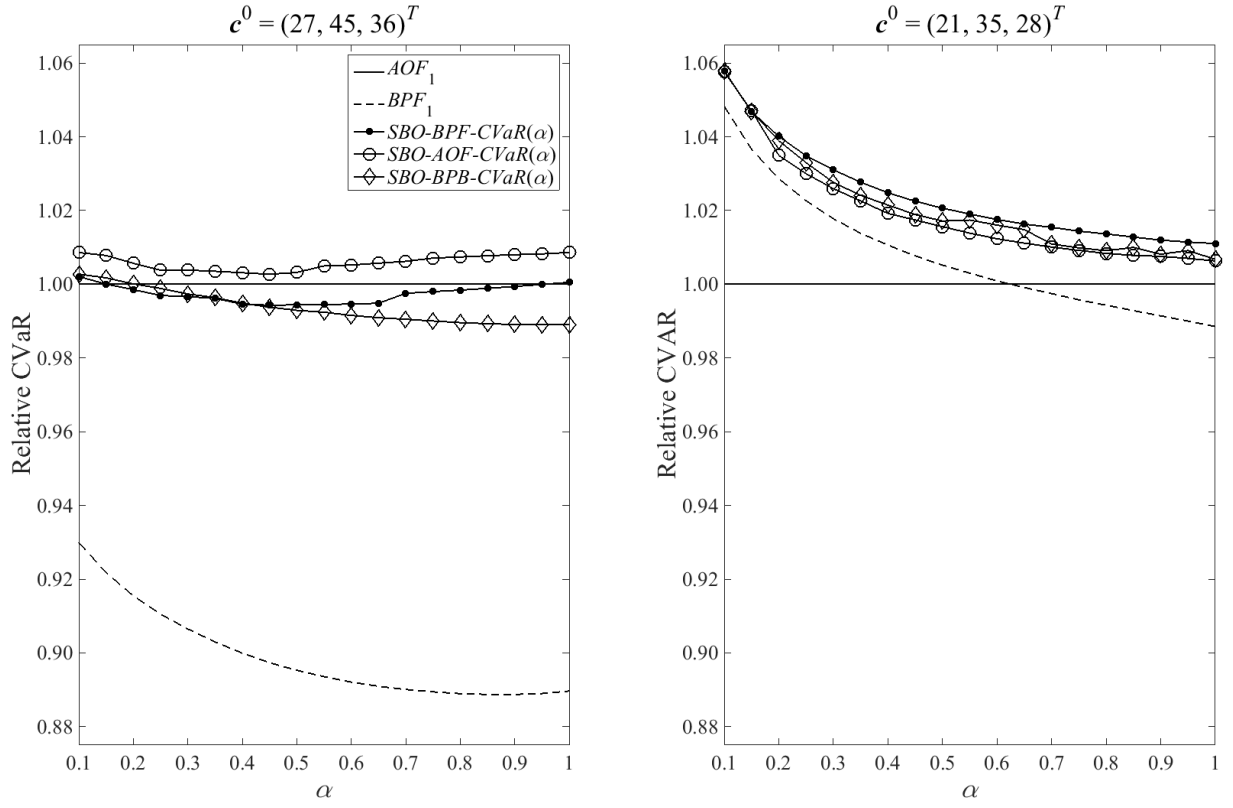 c⁰ = (27, 45, 36)ᵀ
1.06
1.04
1.02
1.00
0.98
0.96
0.94
0.92
0.90
0.88
Relative CVaR
0.1 0.2 0.3 0.4 0.5 0.6 0.7 0.8 0.9 1
α
AOF₁
BPF₁
SBO-BPF-CVaR(α)
SBO-AOF-CVaR(α)
SBO-BPB-CVaR(α)
c⁰ = (21, 35, 28)ᵀ
1.06
1.04
1.02
1.00
0.98
0.96
0.94
0.92
0.90
0.88
Relative CVAR
0.1 0.2 0.3 0.4 0.5 0.6 0.7 0.8 0.9 1
α